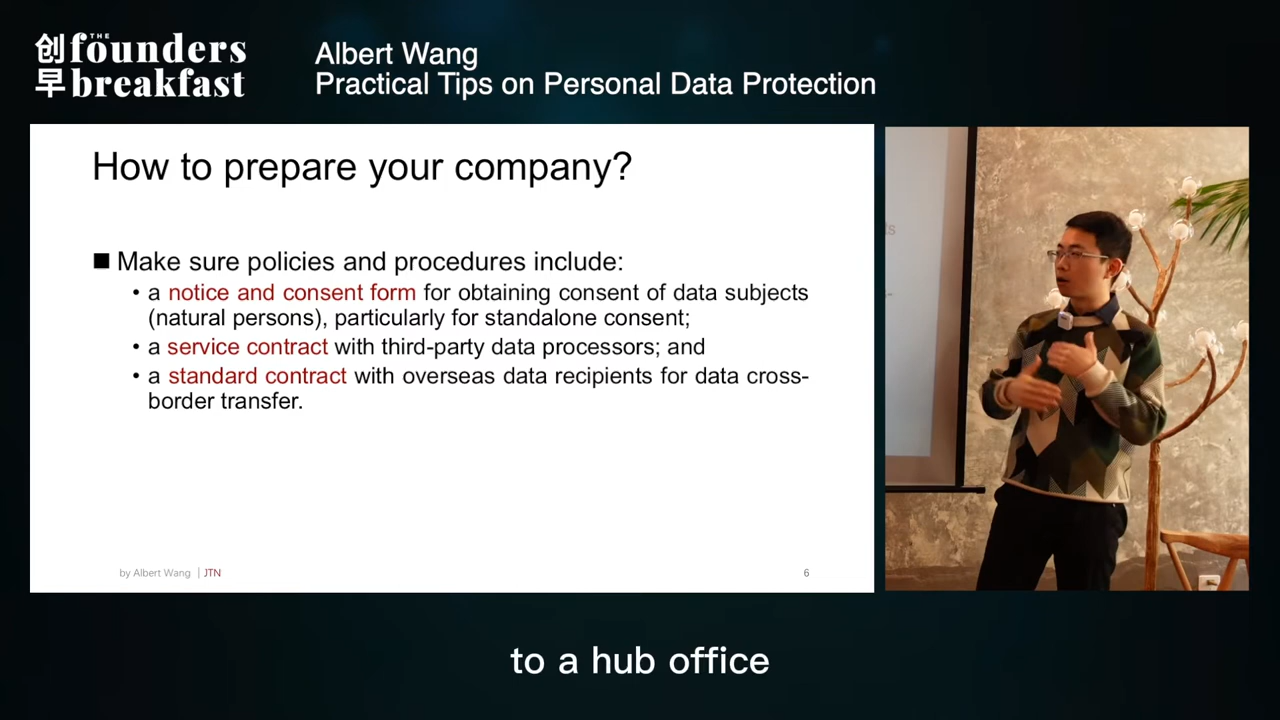 创早
THE
founders
breakfast
Albert Wang
Practical Tips on Personal Data Protection
How to prepare your company?
■ Make sure policies and procedures include:
• a notice and consent form for obtaining consent of data subjects
(natural persons), particularly for standalone consent;
• a service contract with third-party data processors; and
• a standard contract with overseas data recipients for data cross-
border transfer.
by Albert Wang | JTN
6
to a hub office